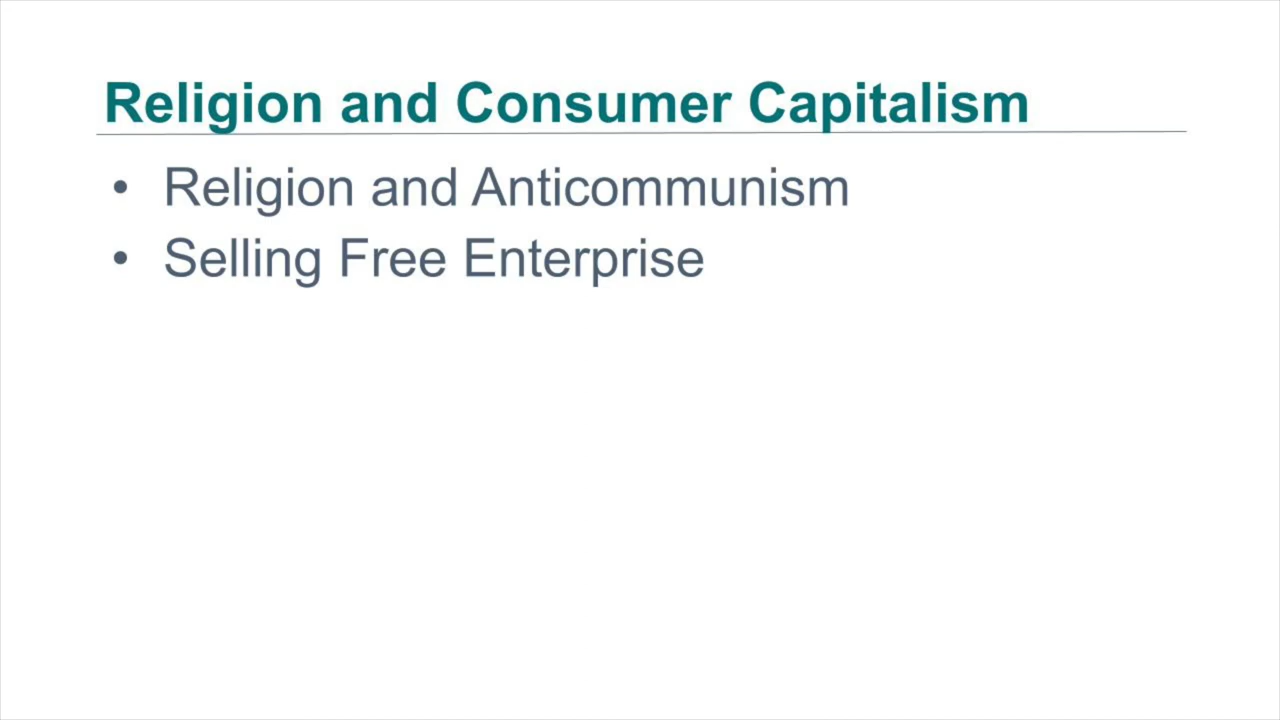 Religion and Consumer Capitalism
• Religion and Anticommunism
• Selling Free Enterprise